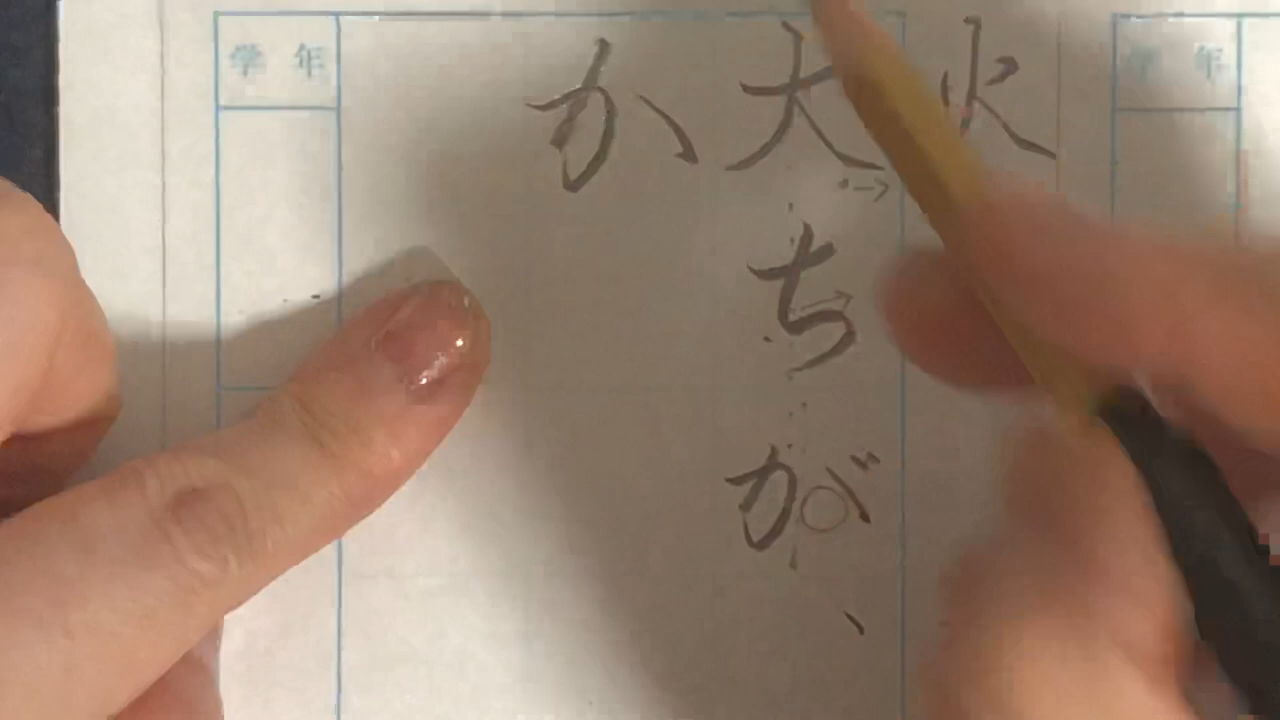 火
大ちが、
か
学年
学年